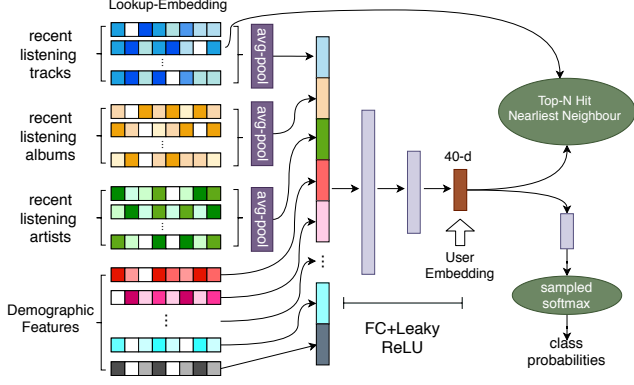 Lookup-Embedding
recent
listening
tracks
avg-pool
recent
listening
albums
avg-pool
recent
listening
artists
avg-pool
Demographic
Features
...
...
...
...
...
FC+Leaky
ReLU
40-d
User
Embedding
Top-N Hit
Nearliest Neighbour
sampled
softmax
class
probabilities